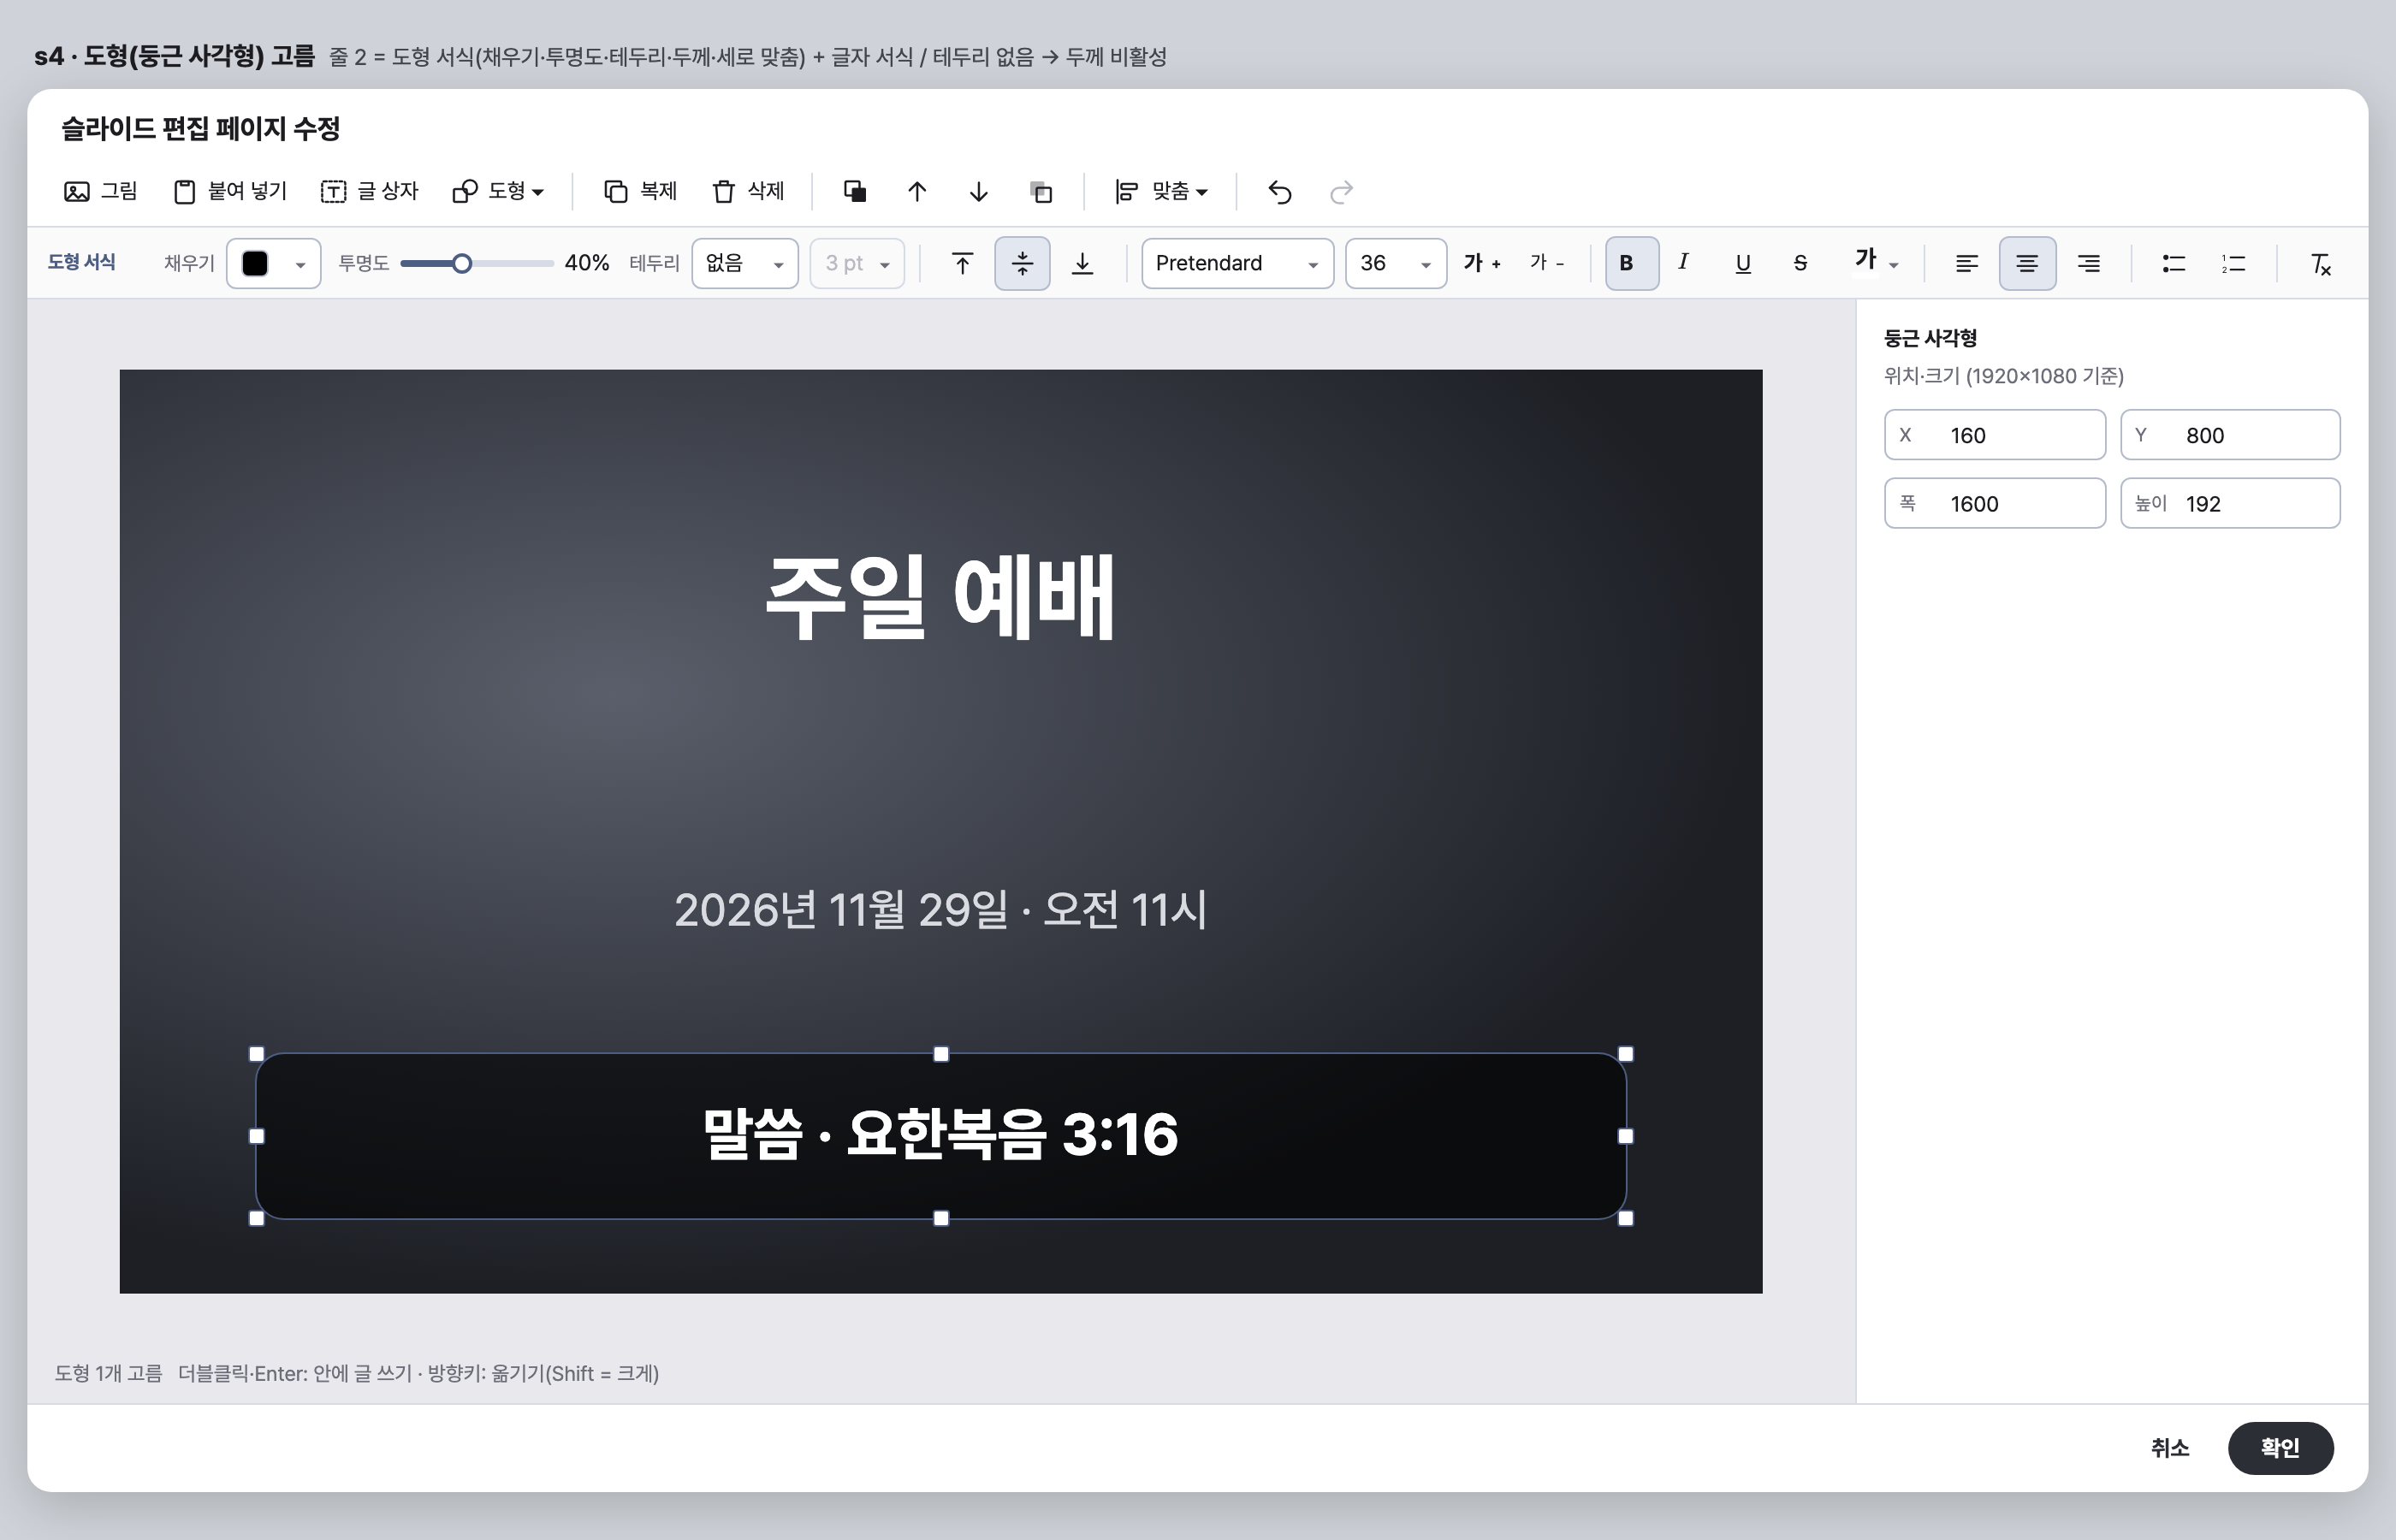 s4 · 도형(둥근 사각형) 고름 줄 2 = 도형 서식(채우기·투명도·테두리·두께·세로 맞춤) + 글자 서식 / 테두리 없음 → 두께 비활성
슬라이드 편집 페이지 수정
그림 붙여 넣기 글 상자 도형 복제 삭제 맞춤
도형 서식 채우기 투명도 40% 테두리 없음 3 pt Pretendard 36 가 + 가 - B I U S 가
둥근 사각형
위치·크기 (1920×1080 기준)
X 160 Y 800
폭 1600 높이 192
주일 예배
2026년 11월 29일 · 오전 11시
말씀 · 요한복음 3:16
도형 1개 고름 더블클릭·Enter: 안에 글 쓰기 · 방향키: 옮기기(Shift = 크게)
취소 확인